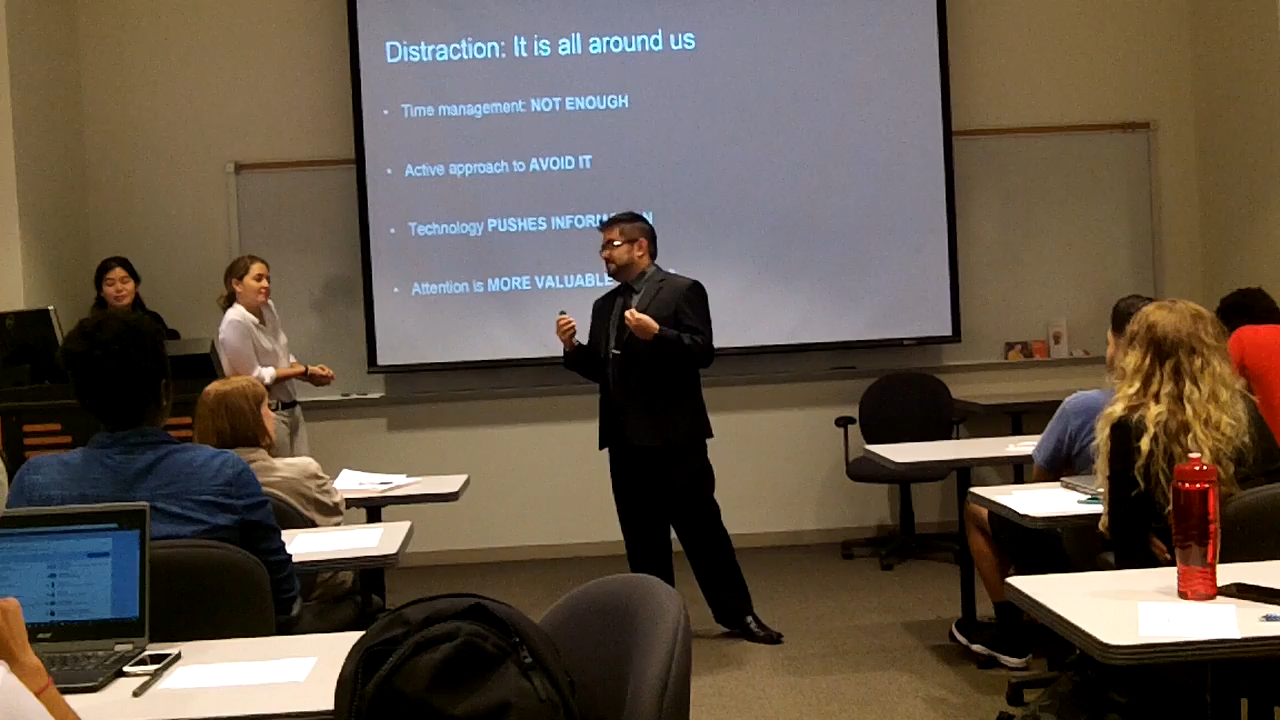 Distraction: It is all around us
• Time management: NOT ENOUGH
• Active approach to AVOID IT
• Technology PUSHES
• Attention is MORE VALUABLE